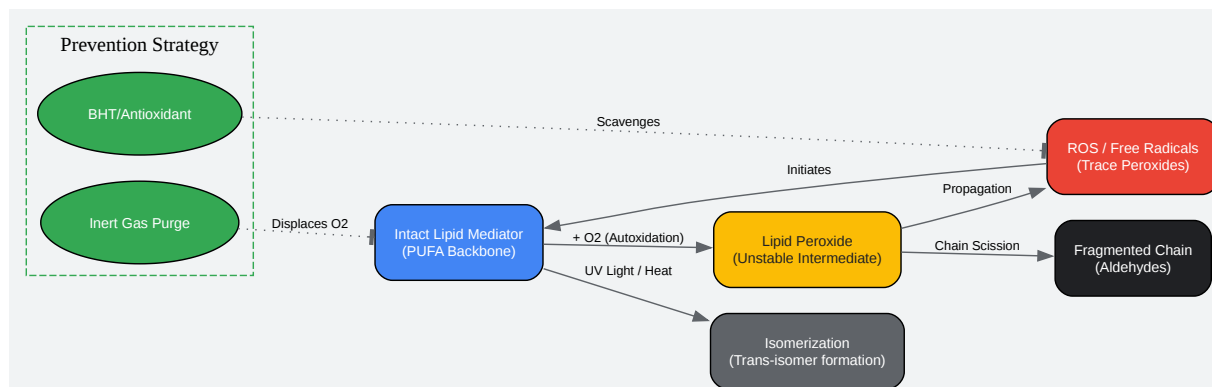 Prevention Strategy
BHT/Antioxidant
Scavenges
ROS / Free Radicals
(Trace Peroxides)
Initiates
Propagation
Inert Gas Purge
Displaces O2
Intact Lipid Mediator
(PUFA Backbone)
+ O2 (Autoxidation)
Lipid Peroxide
(Unstable Intermediate)
Chain Scission
Fragmented Chain
(Aldehydes)
UV Light / Heat
Isomerization
(Trans-isomer formation)